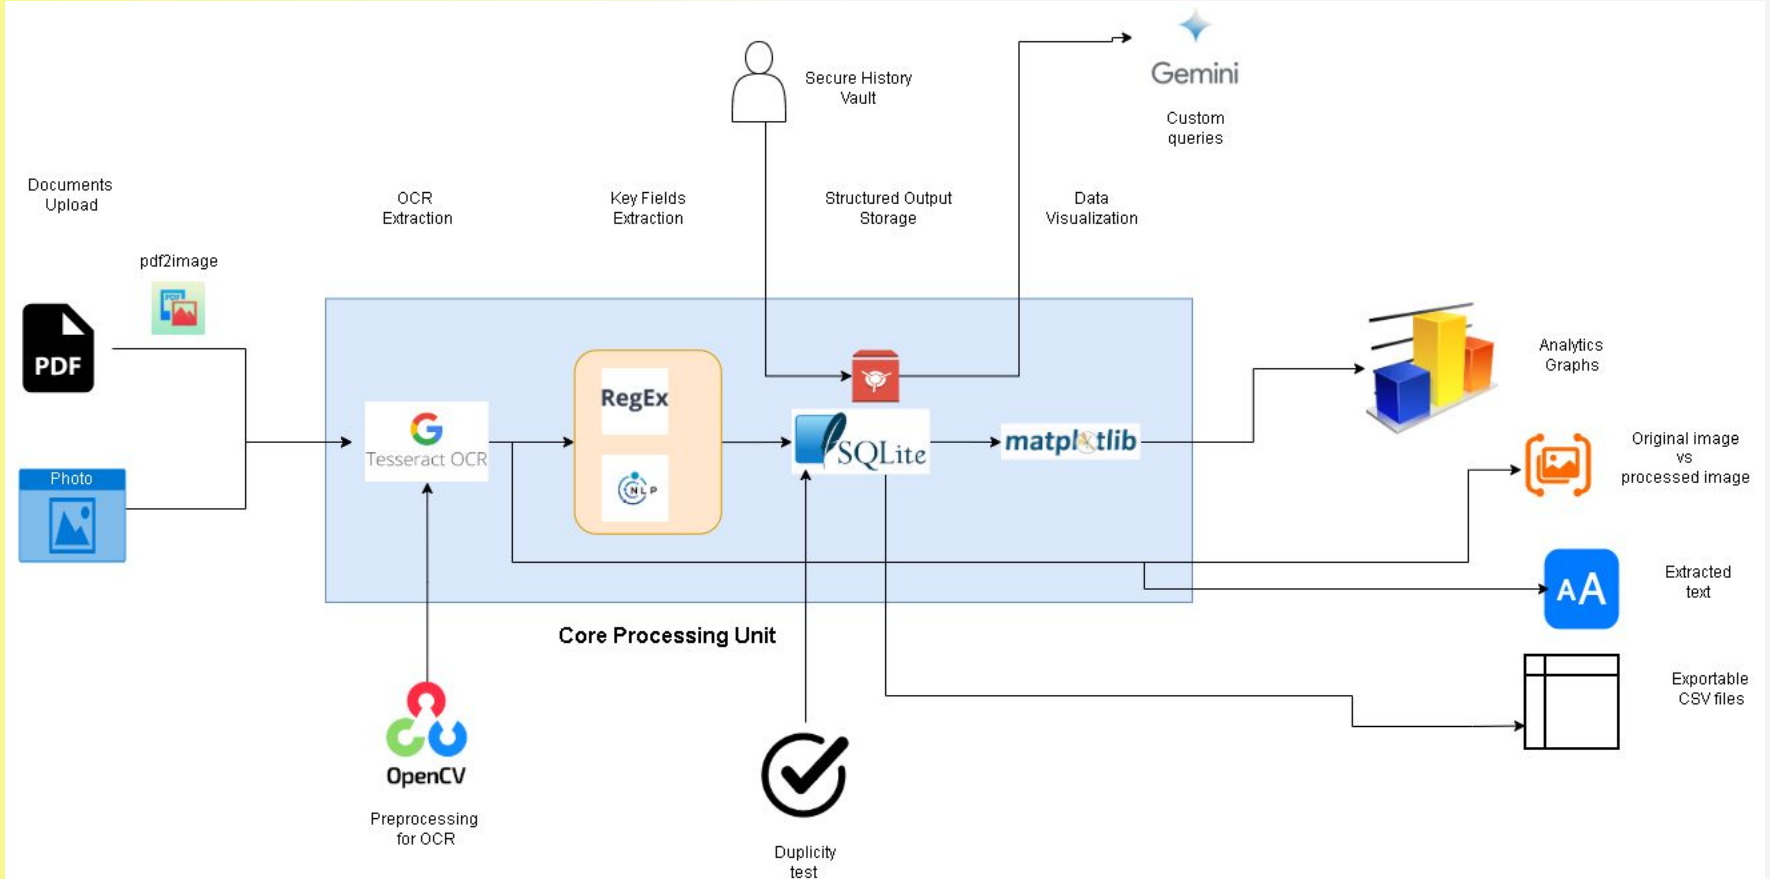 Gemini
Custom
queries
Secure History
Vault
Documents
Upload
OCR
Extraction
Key Fields
Extraction
Structured Output
Storage
Data
Visualization
pdf2image
PDF
PDF
RegEx
NLP
G
Tesseract OCR
SQLite
matplotlib
Analytics
Graphs
Original image
vs
processed image
Photo
Extracted
text
AA
Core Processing Unit
Exportable
CSV files
OpenCV
Preprocessing
for OCR
Duplicity
test